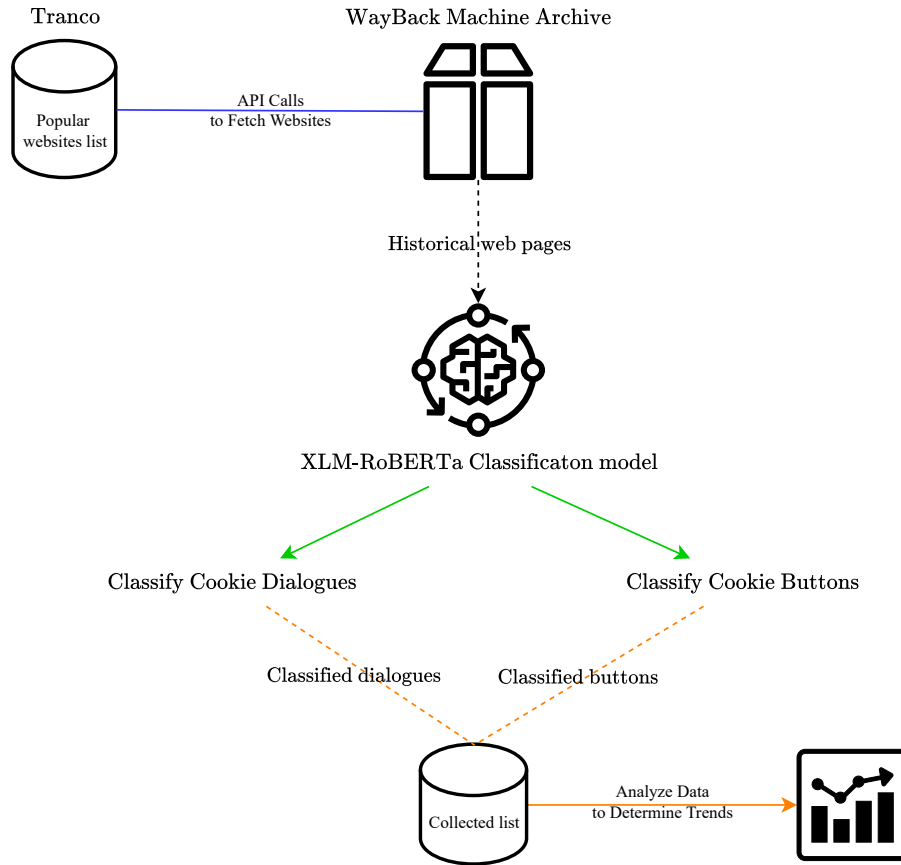 Tranco
WayBack Machine Archive
Popular
websites list
API Calls
to Fetch Websites
Historical web pages
XLM-RoBERTa Classificaton model
Classify Cookie Dialogues
Classify Cookie Buttons
Classified dialogues
Classified buttons
Collected list
Analyze Data
to Determine Trends